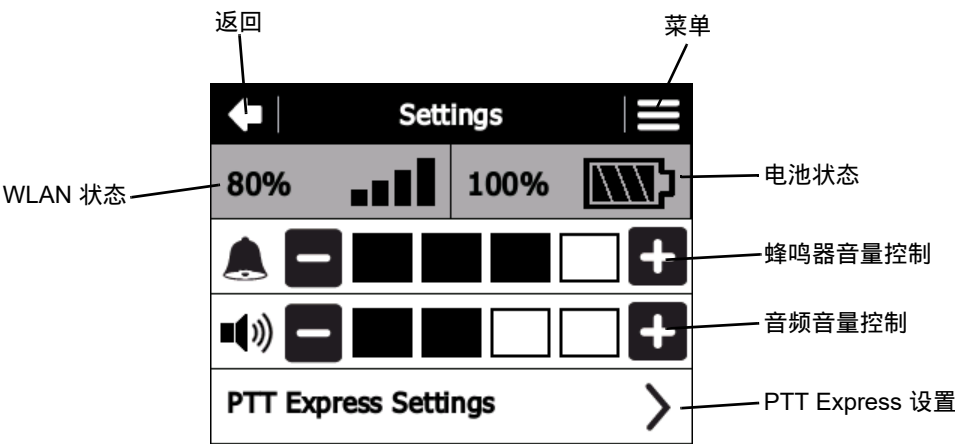 返回
菜单
Settings
WLAN 状态
80%
100%
电池状态
蜂鸣器音量控制
音频音量控制
PTT Express Settings
PTT Express 设置